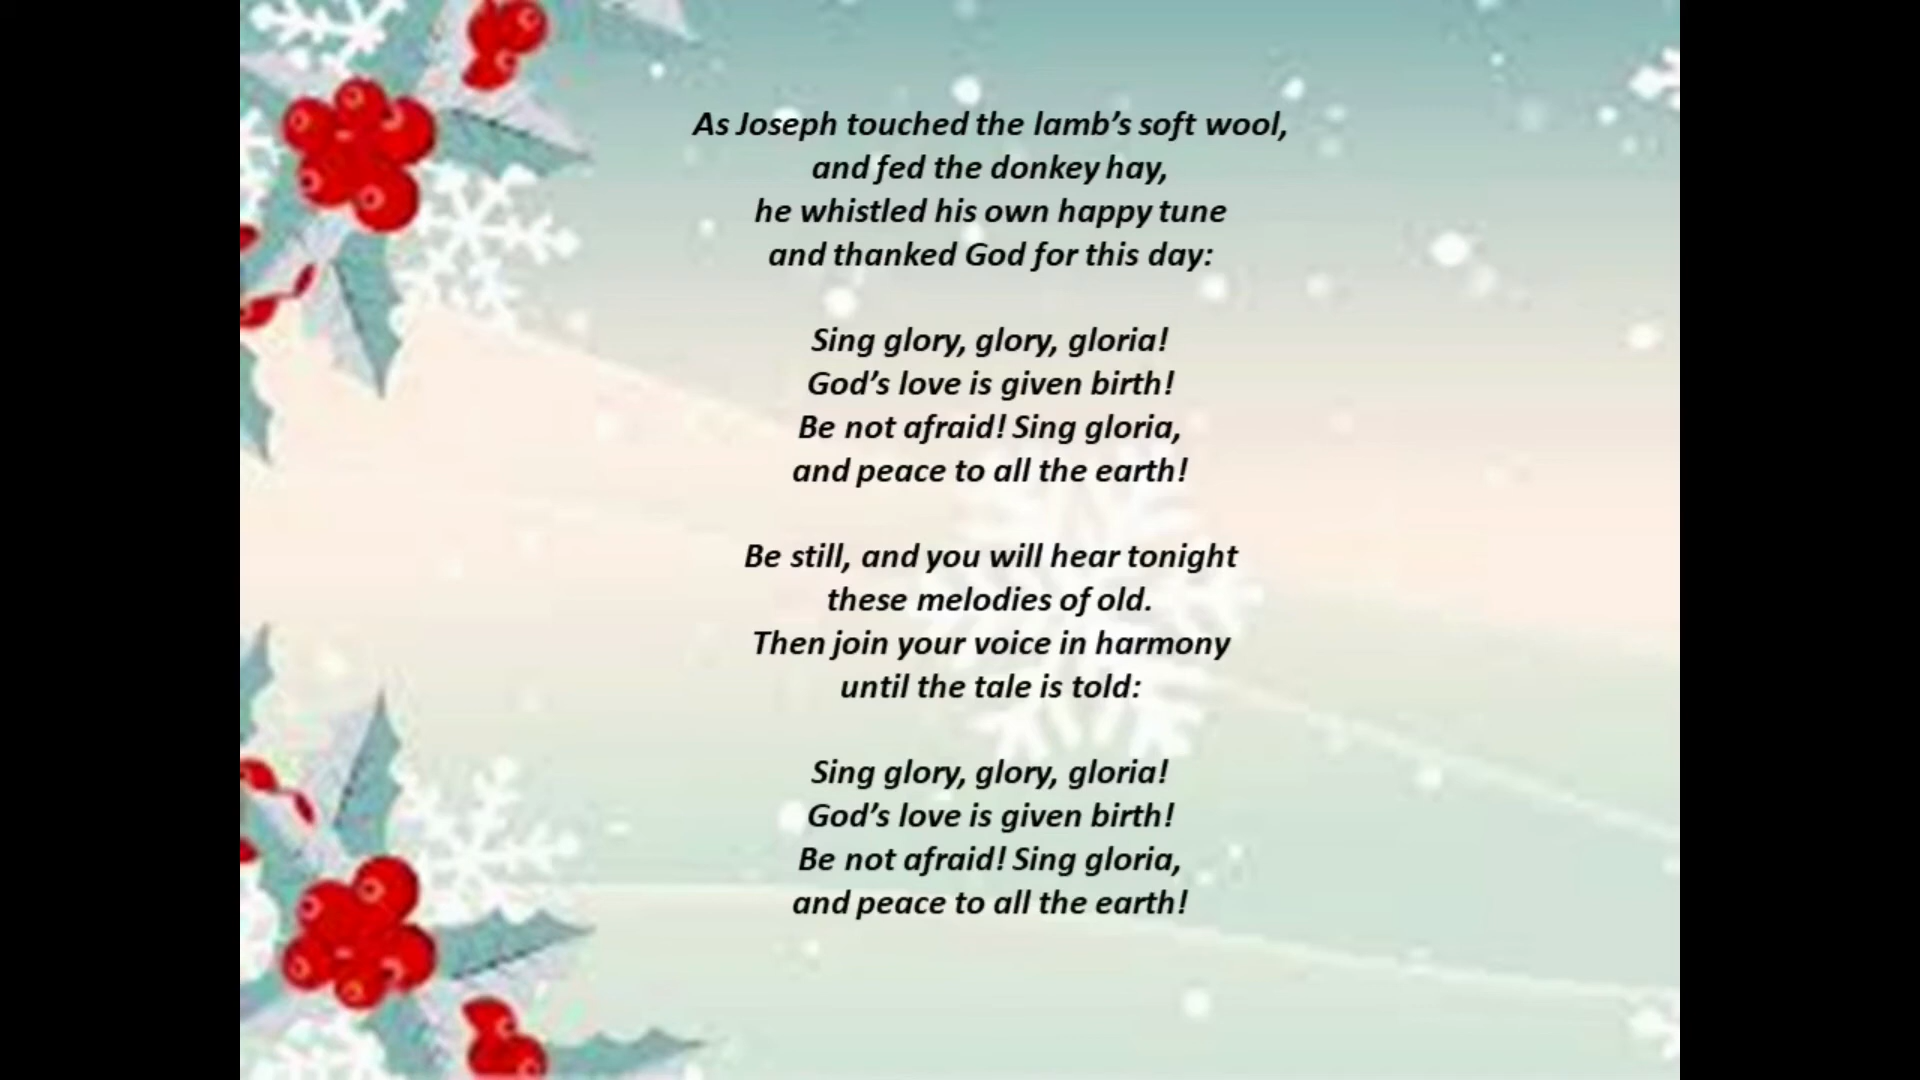 As Joseph touched the lamb’s soft wool,
and fed the donkey hay,
he whistled his own happy tune
and thanked God for this day:
Sing glory, glory, gloria!
God’s love is given birth!
Be not afraid! Sing gloria,
and peace to all the earth!
Be still, and you will hear tonight
these melodies of old.
Then join your voice in harmony
until the tale is told:
Sing glory, glory, gloria!
God’s love is given birth!
Be not afraid! Sing gloria,
and peace to all the earth!